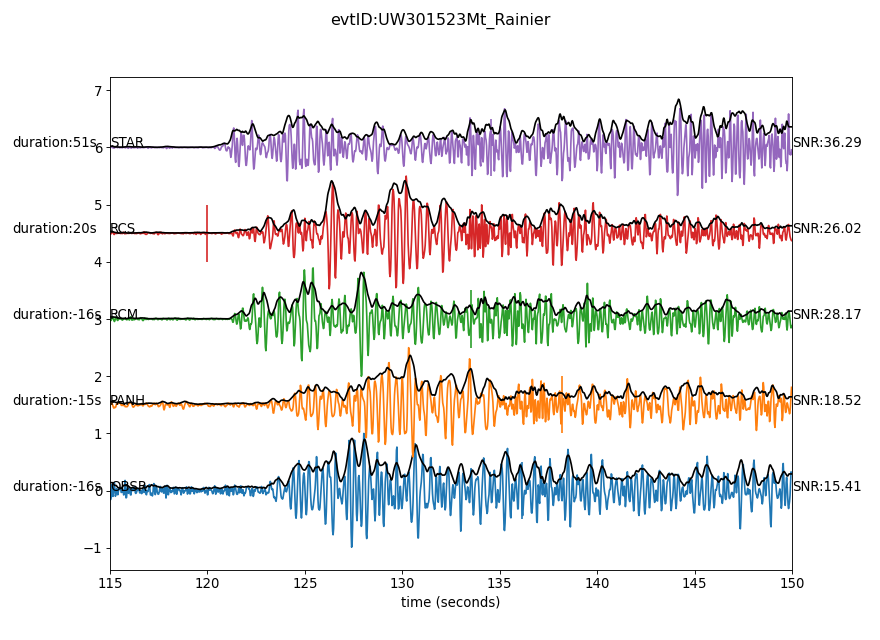 evtID:UW301523Mt_Rainier
7
duration:51s
6
STAR
SNR:36.29
5
duration:20s
RCS
SNR:26.02
4
duration:-16s
3
RCM
SNR:28.17
2
duration:-15s
PANH
SNR:18.52
1
duration:-16s
0
SNR:15.41
−1
115 120 125 130 135 140 145 150
time (seconds)